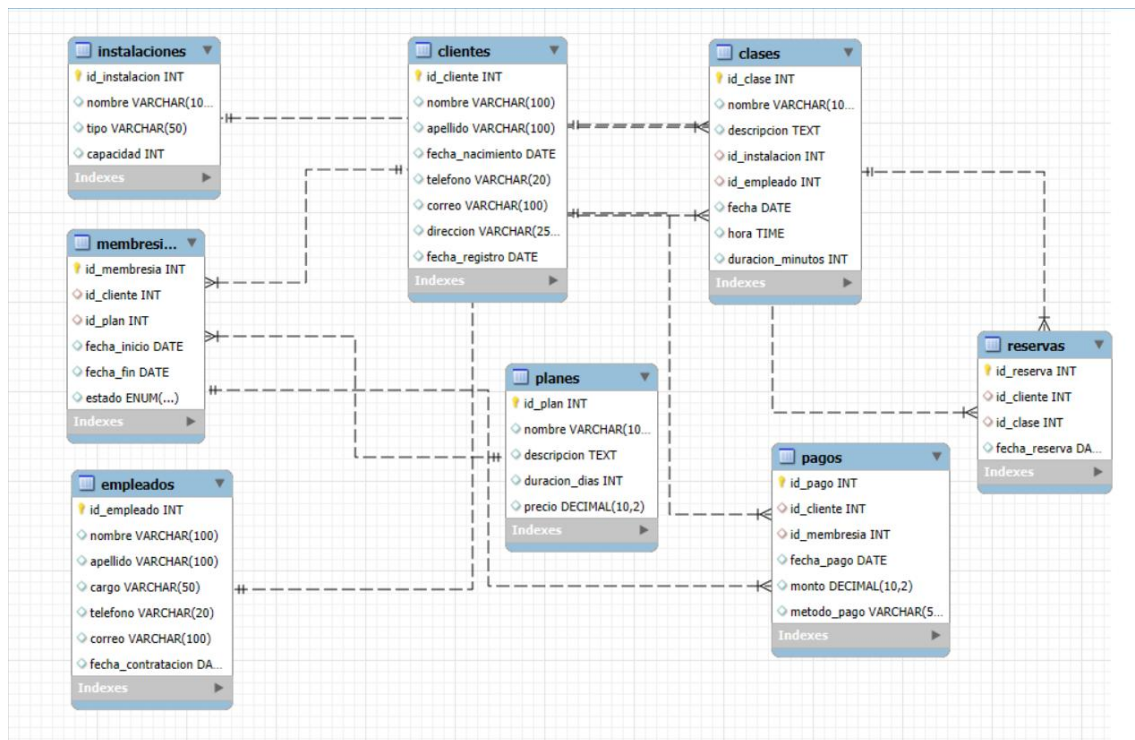 instalaciones
id_instalacion INT
nombre VARCHAR(10...
tipo VARCHAR(50)
capacidad INT
Indexes
clientes
id_cliente INT
nombre VARCHAR(100)
apellido VARCHAR(100)
fecha_nacimiento DATE
telefono VARCHAR(20)
correo VARCHAR(100)
direccion VARCHAR(25...
fecha_registro DATE
Indexes
clases
id_clase INT
nombre VARCHAR(10...
descripcion TEXT
id_instalacion INT
id_empleado INT
fecha DATE
hora TIME
duracion_minutos INT
Indexes
membresi...
id_membresia INT
id_cliente INT
id_plan INT
fecha_inicio DATE
fecha_fin DATE
estado ENUM(...)
Indexes
planes
id_plan INT
nombre VARCHAR(10...
descripcion TEXT
duracion_dias INT
precio DECIMAL(10,2)
Indexes
reservas
id_reserva INT
id_cliente INT
id_clase INT
fecha_reserva DA...
Indexes
empleados
id_empleado INT
nombre VARCHAR(100)
apellido VARCHAR(100)
cargo VARCHAR(50)
telefono VARCHAR(20)
correo VARCHAR(100)
fecha_contratacion DA...
Indexes
pagos
id_pago INT
id_cliente INT
id_membresia INT
fecha_pago DATE
monto DECIMAL(10,2)
metodo_pago VARCHAR(5...
Indexes